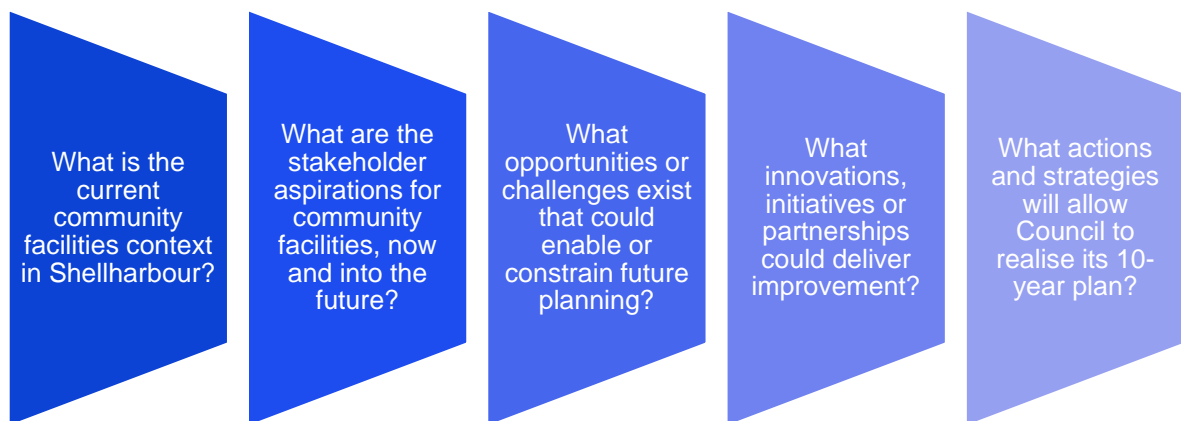 What is the
current
community
facilities context
in Shellharbour?
What are the
stakeholder
aspirations for
community
facilities, now
and into the
future?
What
opportunities or
challenges exist
that could
enable or
constrain future
planning?
What
innovations,
initiatives or
partnerships
could deliver
improvement?
What actions
and strategies
will allow
Council to
realise its 10-
year plan?